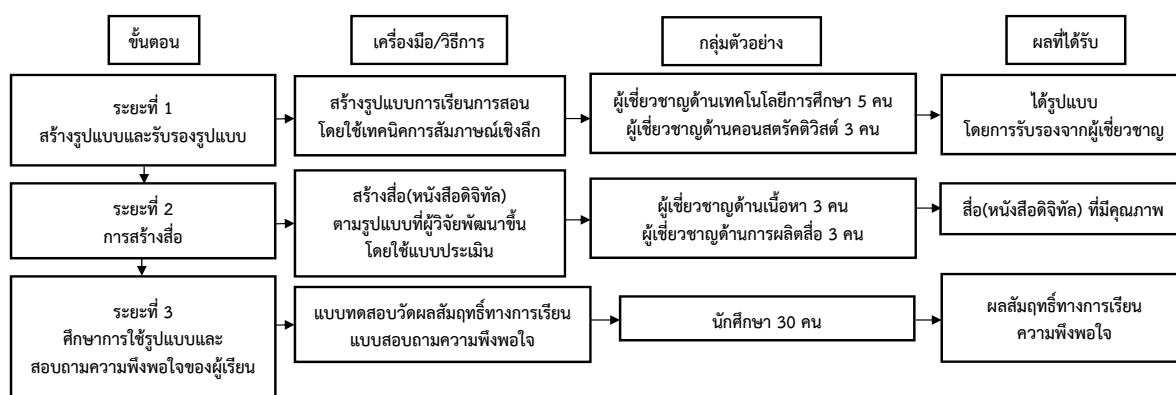 ขั้นตอน
เครื่องมือ/วิธีการ
กลุ่มตัวอย่าง
ผลที่ได้รับ
ระยะที่ 1
สร้างรูปแบบและรับรองรูปแบบ
สร้างรูปแบบการเรียนการสอน
โดยใช้เทคนิคการสัมภาษณ์เชิงลึก
ผู้เชี่ยวชาญด้านเทคโนโลยีการศึกษา 5 คน
ผู้เชี่ยวชาญด้านคอนสตรัคติวิสต์ 3 คน
ได้รูปแบบ
โดยการรับรองจากผู้เชี่ยวชาญ
ระยะที่ 2
การสร้างสื่อ
สร้างสื่อ(หนังสือดิจิทัล)
ตามรูปแบบที่ผู้วิจัยพัฒนาขึ้น
โดยใช้แบบประเมิน
ผู้เชี่ยวชาญด้านเนื้อหา 3 คน
ผู้เชี่ยวชาญด้านการผลิตสื่อ 3 คน
สื่อ(หนังสือดิจิทัล) ที่มีคุณภาพ
ระยะที่ 3
ศึกษาการใช้รูปแบบและ
สอบถามความพึงพอใจของผู้เรียน
แบบทดสอบวัดผลสัมฤทธิ์ทางการเรียน
แบบสอบถามความพึงพอใจ
นักศึกษา 30 คน
ผลสัมฤทธิ์ทางการเรียน
ความพึงพอใจ